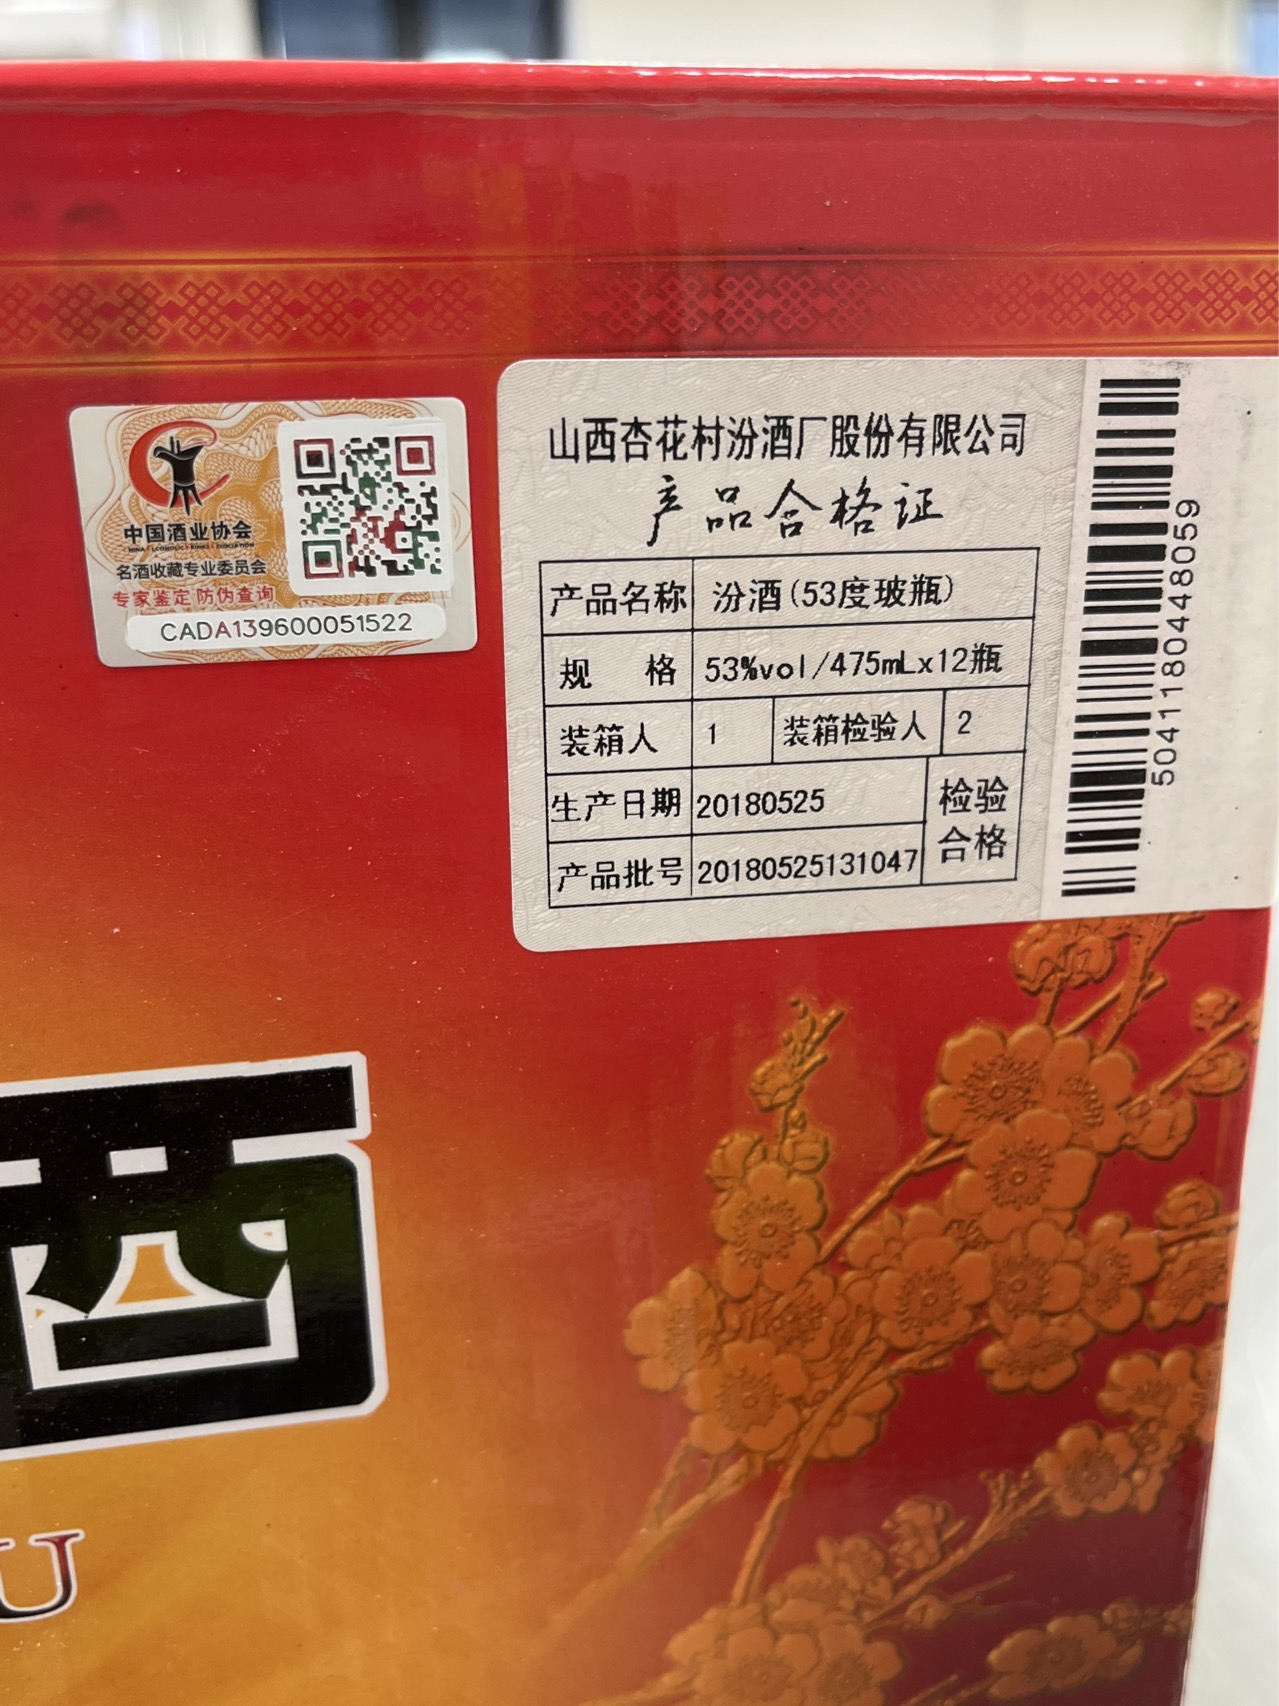 中国酒业协会
名酒收藏专业委员会
专家鉴定 防伪查询
CADA139600051522
山西杏花村汾酒厂股份有限公司
产品合格证
产品名称 汾酒(53度玻瓶)
规 格 53%vol/475mLx12瓶
装箱人 1 装箱检验人 2
生产日期 20180525
产品批号 20180525131047
检验
合格
504118044 8059
U